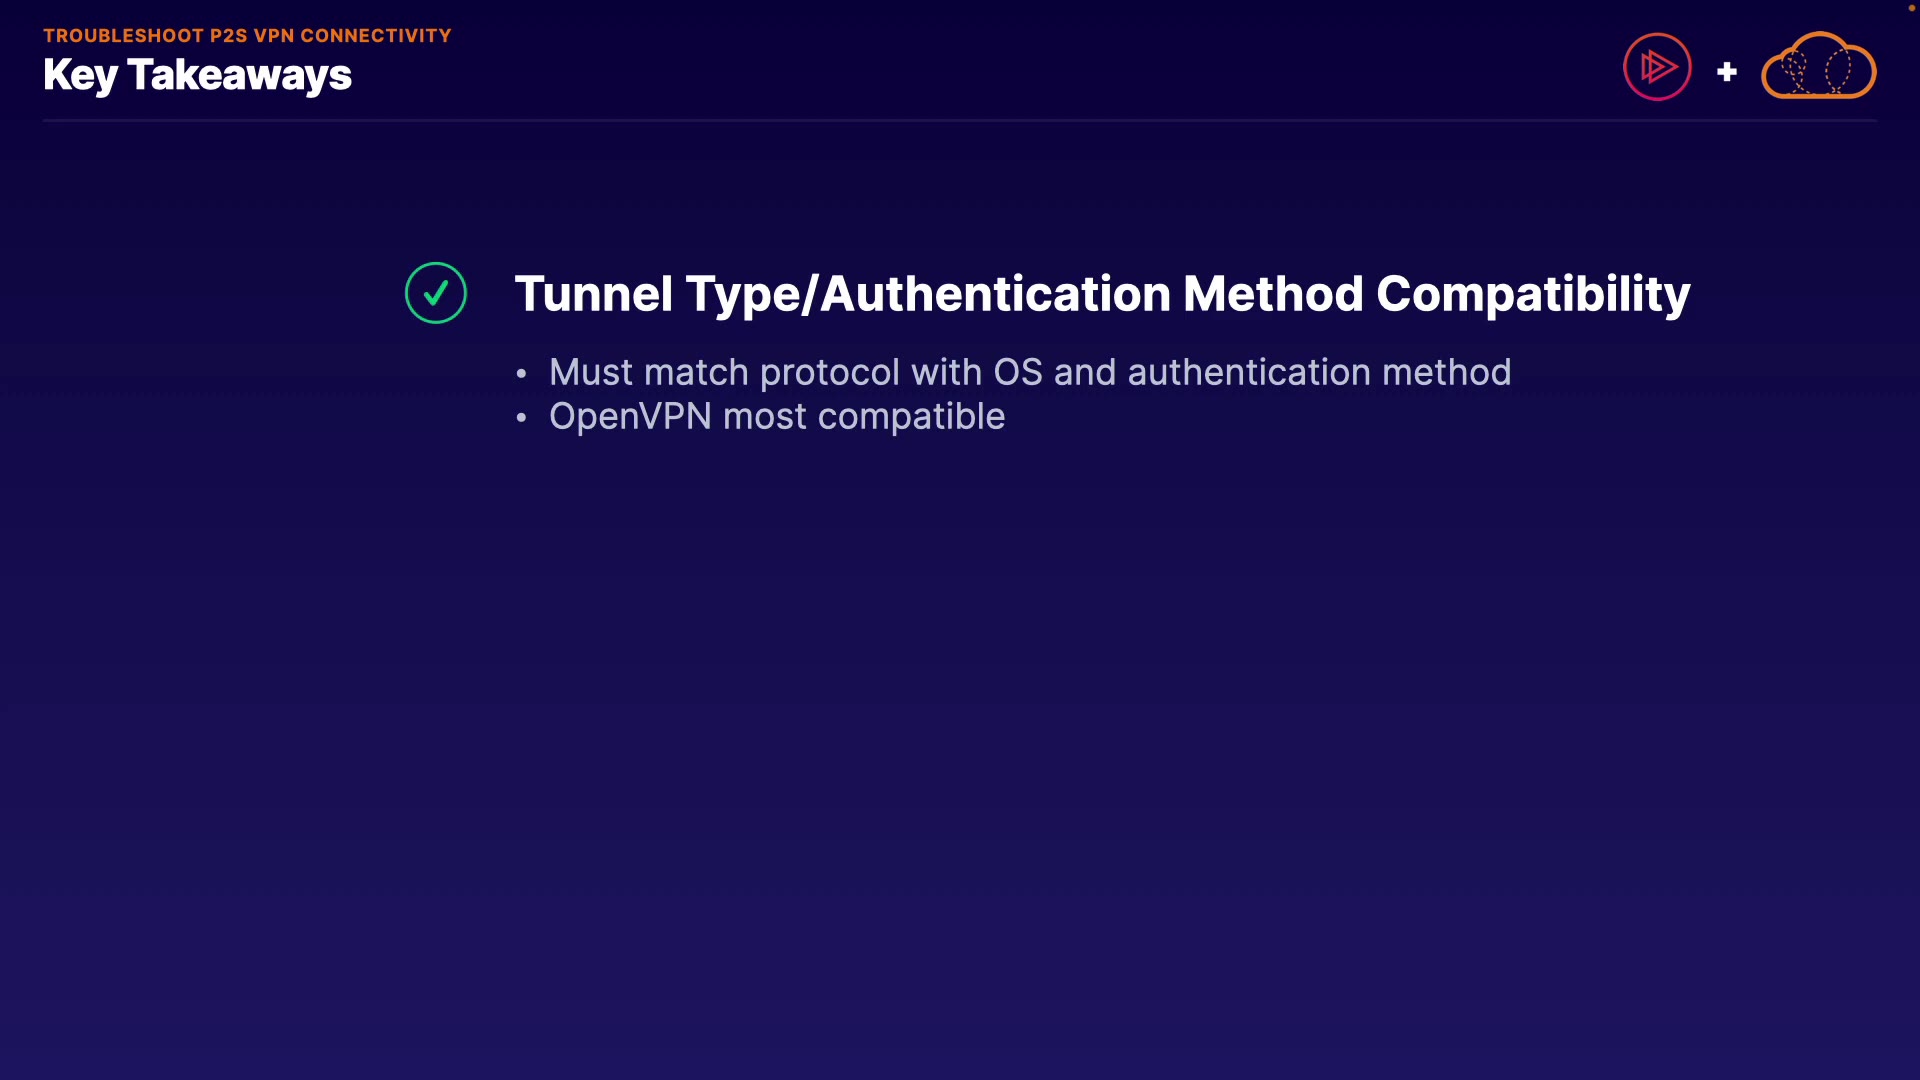 TROUBLESHOOT P2S VPN CONNECTIVITY
Key Takeaways
+
Tunnel Type/Authentication Method Compatibility
• Must match protocol with OS and authentication method
• OpenVPN most compatible